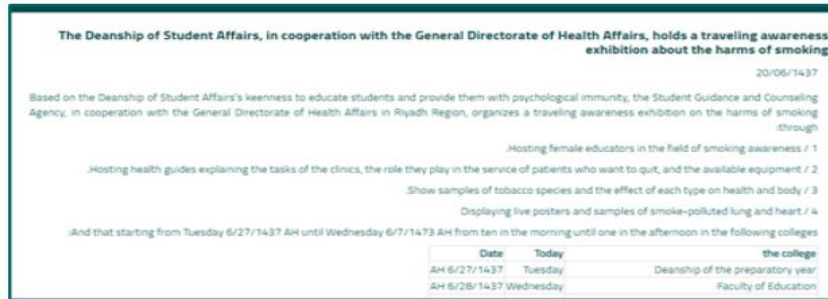 The Deanship of Student Affairs, in cooperation with the General Directorate of Health Affairs, holds a traveling awareness
exhibition about the harms of smoking
20/06/1437
Based on the Deanship of Student Affairs's keenness to educate students and provide them with psychological immunity, the Student Guidance and Counseling
Agency, in cooperation with the General Directorate of Health Affairs in Riyadh Region, organizes a traveling awareness exhibition on the harms of smoking
:through
.Hosting female educators in the field of smoking awareness / 1
.Hosting health guides explaining the tasks of the clinics, the role they play in the service of patients who want to quit, and the available equipment / 2
.Show samples of tobacco species and the effect of each type on health and body / 3
Displaying live posters and samples of smoke-polluted lung and heart / 4
:And that starting from Tuesday 6/27/1437 AH until Wednesday 6/7/1473 AH from ten in the morning until one in the afternoon in the following colleges
Date Today the college
AH 6/27/1437 Tuesday Deanship of the preparatory year
AH 6/28/1437 Wednesday Faculty of Education